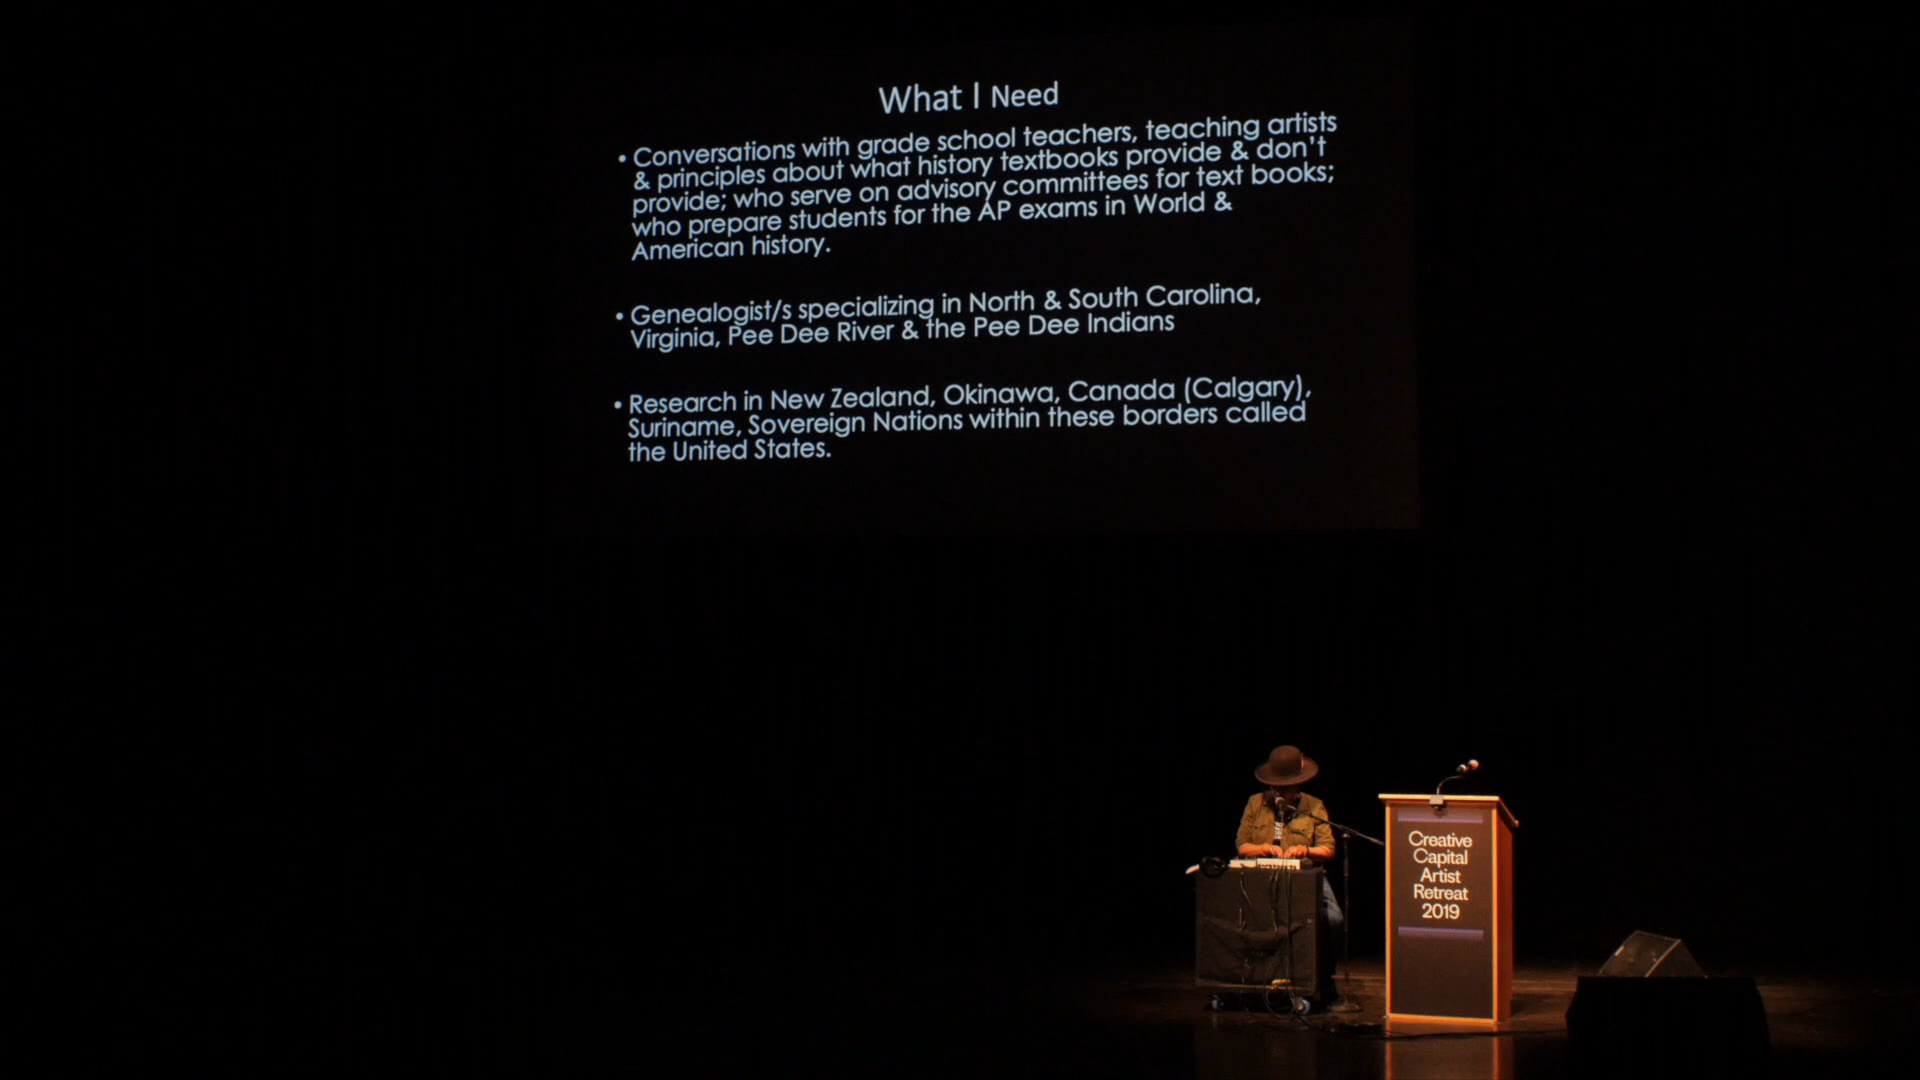 What I Need
• Conversations with grade school teachers, teaching artists
& principles about what history textbooks provide & don't
provide; who serve on advisory committees for text books;
who prepare students for the AP exams in World &
American history.
• Genealogist/s specializing in North & South Carolina,
Virginia, Pee Dee River & the Pee Dee Indians
• Research in New Zealand, Okinawa, Canada (Calgary),
Suriname, Sovereign Nations within these borders called
the United States.
Creative
Capital
Artist
Retreat
2019